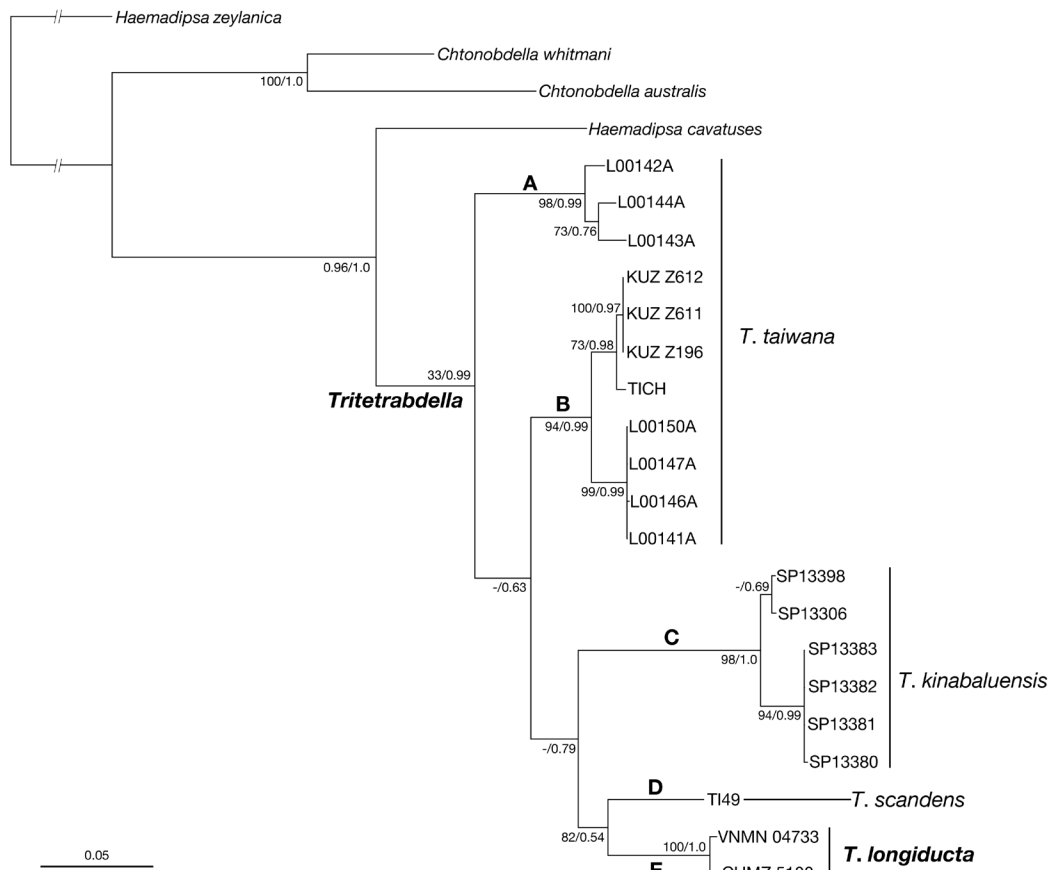 Haemadipsa zeylanica
Chtonobdella whitmani
100/1.0
Chtonobdella australis
Haemadipsa cavatuses
L00142A
A
98/0.99
L00144A
73/0.76
L00143A
0.96/1.0
KUZ Z612
100/0.97
KUZ Z611
T. taiwana
73/0.98
KUZ Z196
33/0.99
TICH
Tritetrabdella
B
94/0.99
L00150A
L00147A
99/0.99
L00146A
L00141A
SP13398
-/0.69
-/0.63
SP13306
C
98/1.0
SP13383
T. kinabaluensis
SP13382
94/0.99
SP13381
-/0.79
SP13380
D
TI49
T. scandens
82/0.54
VNMN 04733
100/1.0
T. longiducta
0.05